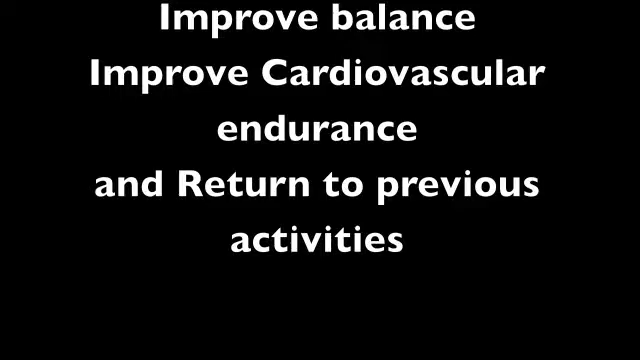 Improve balance
Improve Cardiovascular
endurance
and Return to previous
activities